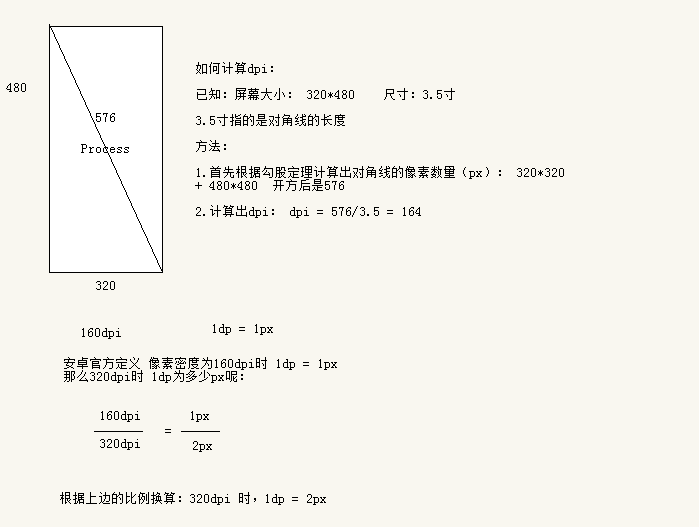 480
576
Process
320
如何计算dpi：
已知：屏幕大小： 320*480 尺寸：3.5寸
3.5寸指的是对角线的长度
方法：
1.首先根据勾股定理计算出对角线的像素数量（px）： 320*320
+ 480*480 开方后是576
2.计算出dpi： dpi = 576/3.5 = 164
160dpi 1dp = 1px
安卓官方定义 像素密度为160dpi时 1dp = 1px
那么320dpi时 1dp为多少px呢：
160dpi 1px
=
320dpi 2px
根据上边的比例换算：320dpi 时，1dp = 2px